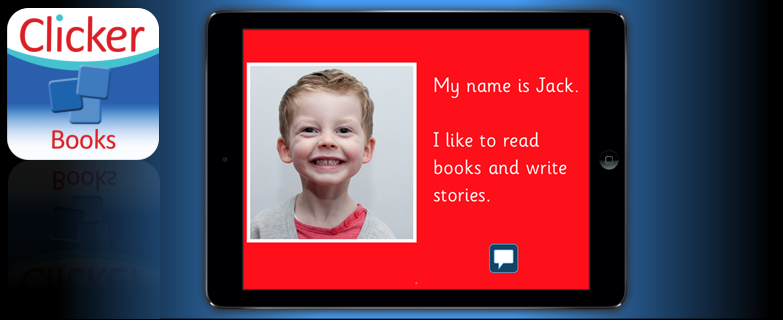 Clicker
Books
My name is Jack.
I like to read
books and write
stories.